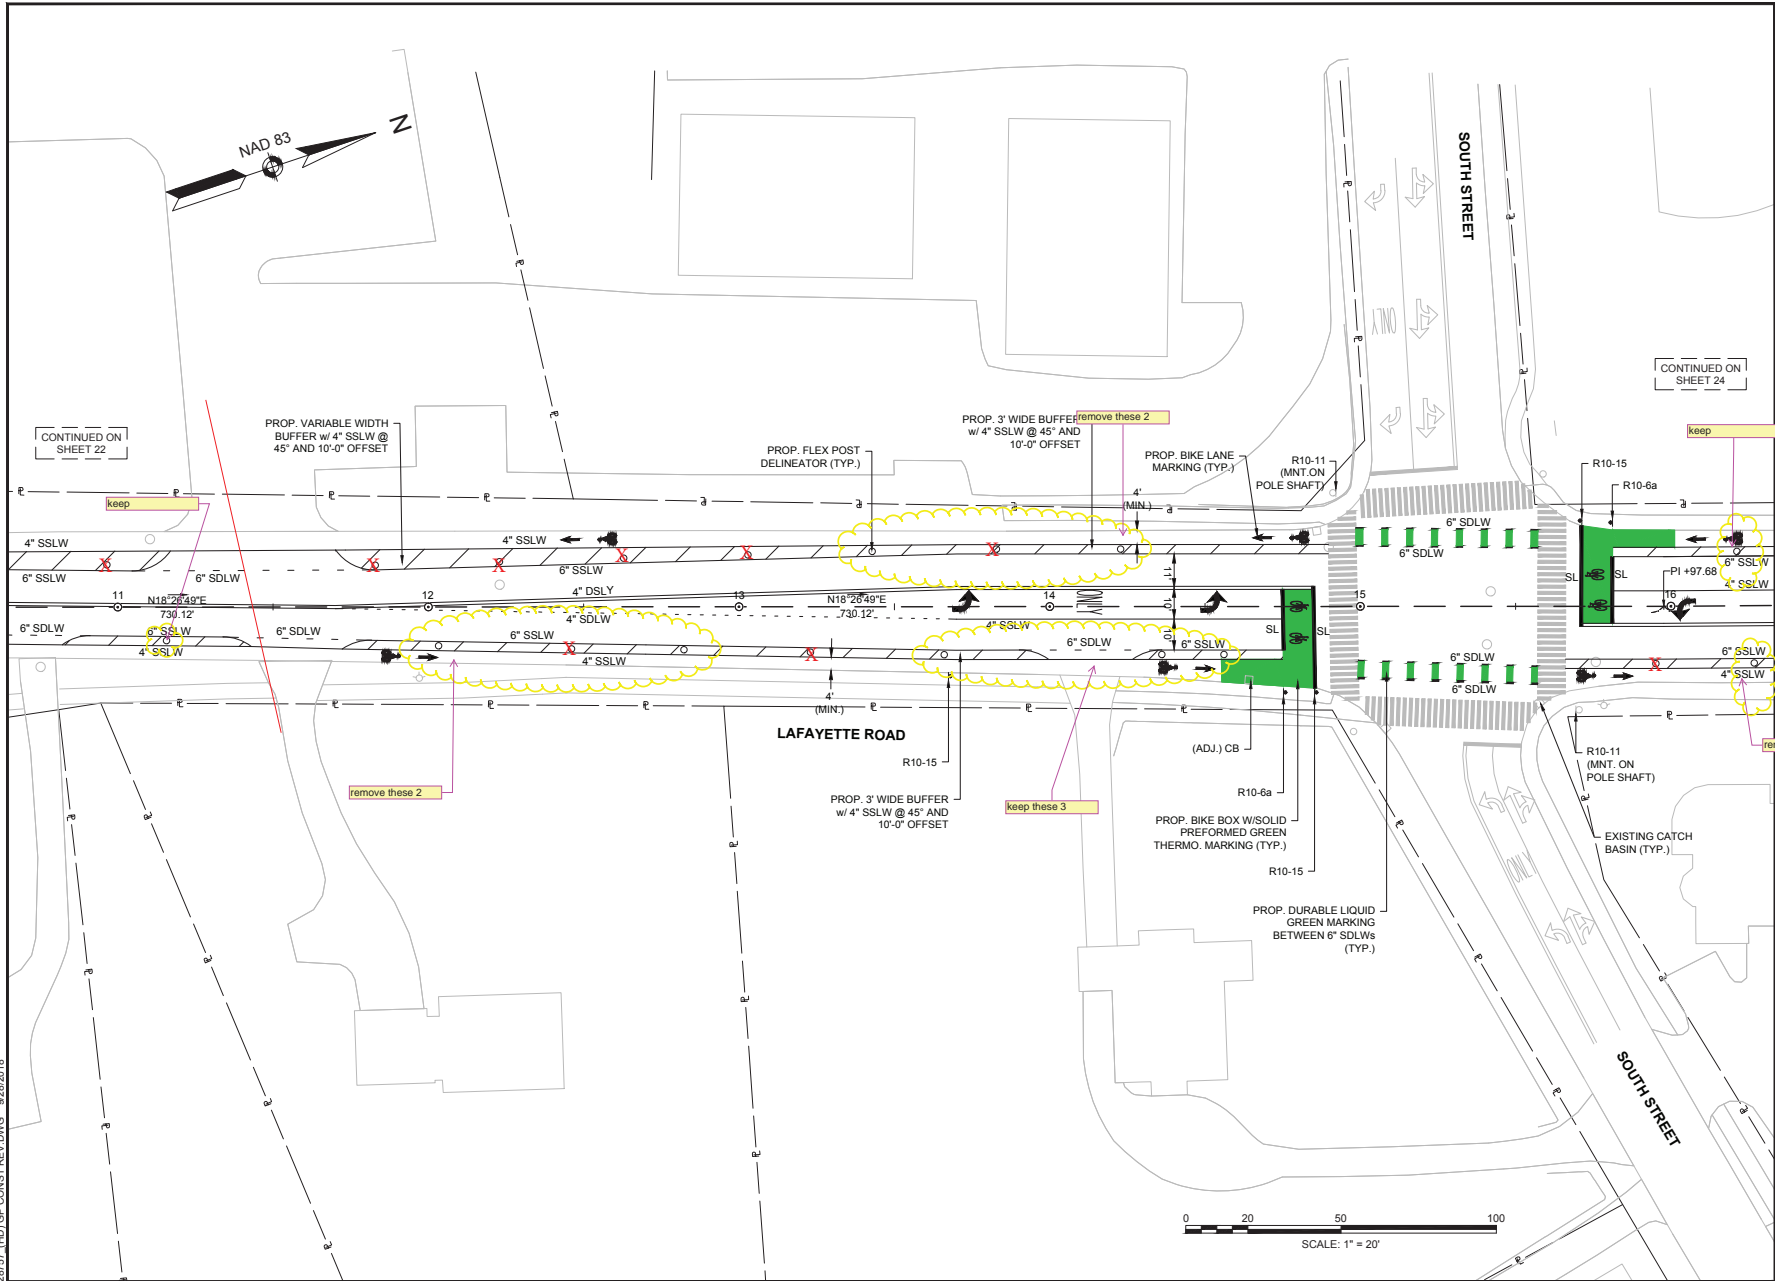 NAD 83
N
SOUTH STREET
ONLY
CONTINUED ON
SHEET 24
CONTINUED ON
SHEET 22
PROP. VARIABLE WIDTH
BUFFER w/ 4" SSLW @
45° AND 10'-0" OFFSET
PROP. FLEX POST
DELINEATOR (TYP.)
PROP. 3' WIDE BUFFER
w/ 4" SSLW @ 45° AND
10'-0" OFFSET
remove these 2
PROP. BIKE LANE
MARKING (TYP.)
R10-11
(MNT.ON
POLE SHAFT)
keep
R10-15
R10-6a
keep
4'
(MIN.)
4" SSLW
4" SSLW
6" SDLW
6" SDLW
6" SSLW
6" SDLW
6" SSLW
6" SSLW
4" SSLW
SL
SL
PI +97.68
4" DSLY
11'
11
N18°26'49"E
730.12'
12
13
N18°26'49"E
730.12'
14
ONLY
10'
15
16
4" SDLW
4" SSLW
10'
SL
SL
6" SDLW
6" SSLW
4" SSLW
6" SDLW
6" SSLW
4" SSLW
6" SDLW
6" SSLW
6" SDLW
6" SDLW
6" SSLW
4" SSLW
4'
(MIN.)
LAFAYETTE ROAD
R10-15
remove these 2
PROP. 3' WIDE BUFFER
w/ 4" SSLW @ 45° AND
10'-0" OFFSET
keep these 3
(ADJ.) CB
R10-6a
PROP. BIKE BOX W/SOLID
PREFORMED GREEN
THERMO. MARKING (TYP.)
R10-15
PROP. DURABLE LIQUID
GREEN MARKING
BETWEEN 6" SDLWs
(TYP.)
R10-11
(MNT. ON
POLE SHAFT)
EXISTING CATCH
BASIN (TYP.)
ONLY
SOUTH STREET
0 20 50 100
SCALE: 1" = 20'